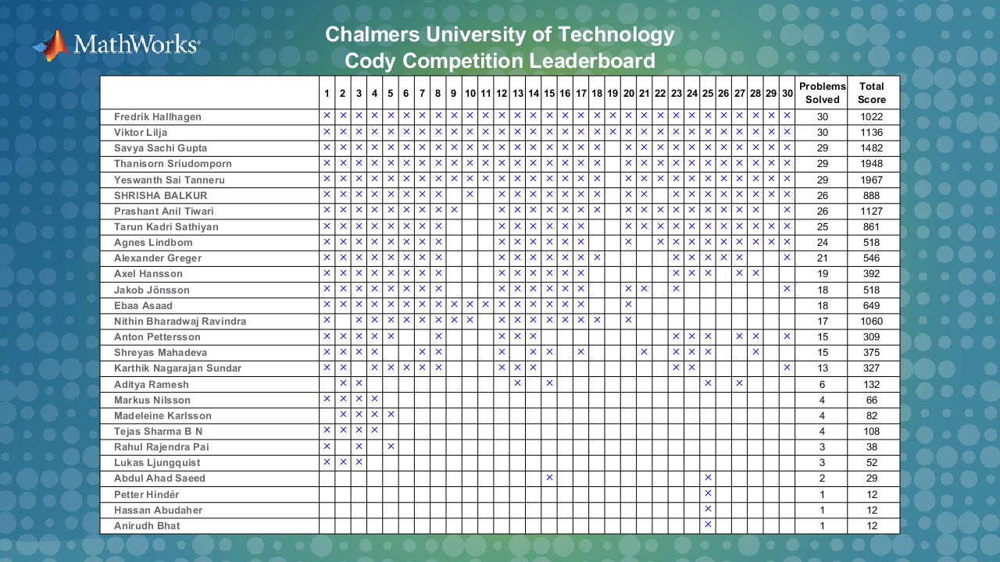 MathWorks®
Chalmers University of Technology
Cody Competition Leaderboard
1 2 3 4 5 6 7 8 9 10 11 12 13 14 15 16 17 18 19 20 21 22 23 24 25 26 27 28 29 30 Problems Solved Total Score
Fredrik Hallhagen 30 1022
Viktor Lilja 30 1136
Savya Sachi Gupta 29 1482
Thanisorn Sriudomporn 29 1948
Yeswanth Sai Tanneru 29 1967
SHRISHA BALKUR 26 888
Prashant Anil Tiwari 26 1127
Tarun Kadri Sathiyan 25 861
Agnes Lindbom 24 518
Alexander Greger 21 546
Axel Hansson 19 392
Jakob Jönsson 18 518
Ebaa Asaad 18 649
Nithin Bharadwaj Ravindra 17 1060
Anton Pettersson 15 309
Shreyas Mahadeva 15 375
Karthik Nagarajan Sundar 13 327
Aditya Ramesh 6 132
Markus Nilsson 4 66
Madeleine Karlsson 4 82
Tejas Sharma B N 4 108
Rahul Rajendra Pai 3 38
Lukas Ljungquist 3 52
Abdul Ahad Saeed 2 29
Petter Hindér 1 12
Hassan Abudaher 1 12
Anirudh Bhat 1 12